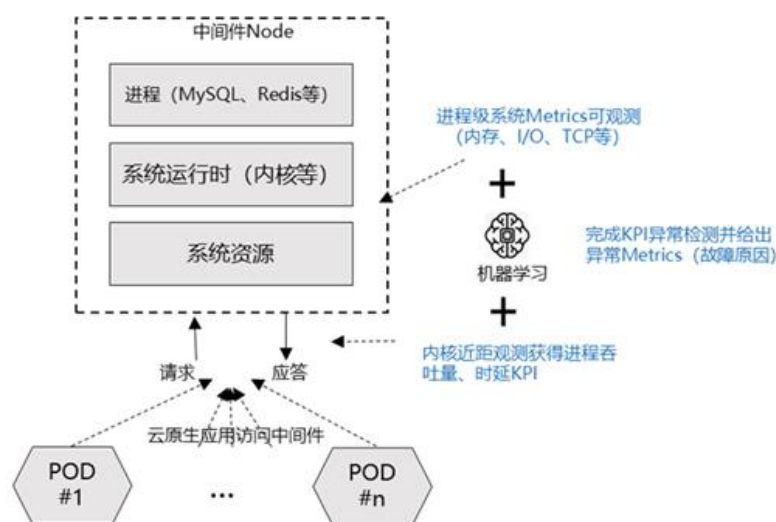 中间件Node
进程（MySQL、Redis等）
系统运行时（内核等）
系统资源
进程级系统Metrics可观测
（内存、I/O、TCP等）
机器学习
完成KPI异常检测并给出
异常Metrics（故障原因）
内核近距观测获得进程吞
吐量、时延KPI
请求
应答
云原生应用访问中间件
POD
#1
...
POD
#n